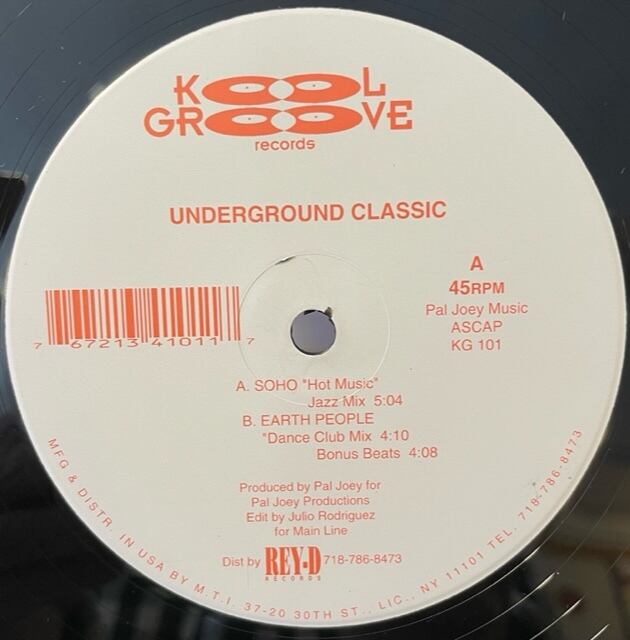 KOOL
GROOVE
records
UNDERGROUND CLASSIC
A
45RPM
Pal Joey Music
ASCAP
KG 101
7 67213 41011 7
A. SOHO "Hot Music"
Jazz Mix 5:04
B. EARTH PEOPLE
"Dance Club Mix 4:10
Bonus Beats 4:08
Produced by Pal Joey for
Pal Joey Productions
Edit by Julio Rodriguez
for Main Line
Dist by REY-D RECORDS 718-786-8473
MFG & DISTR. IN USA BY M.T.I. 37-20 30TH ST., LIC., NY 11101 TEL. 718-786-8473